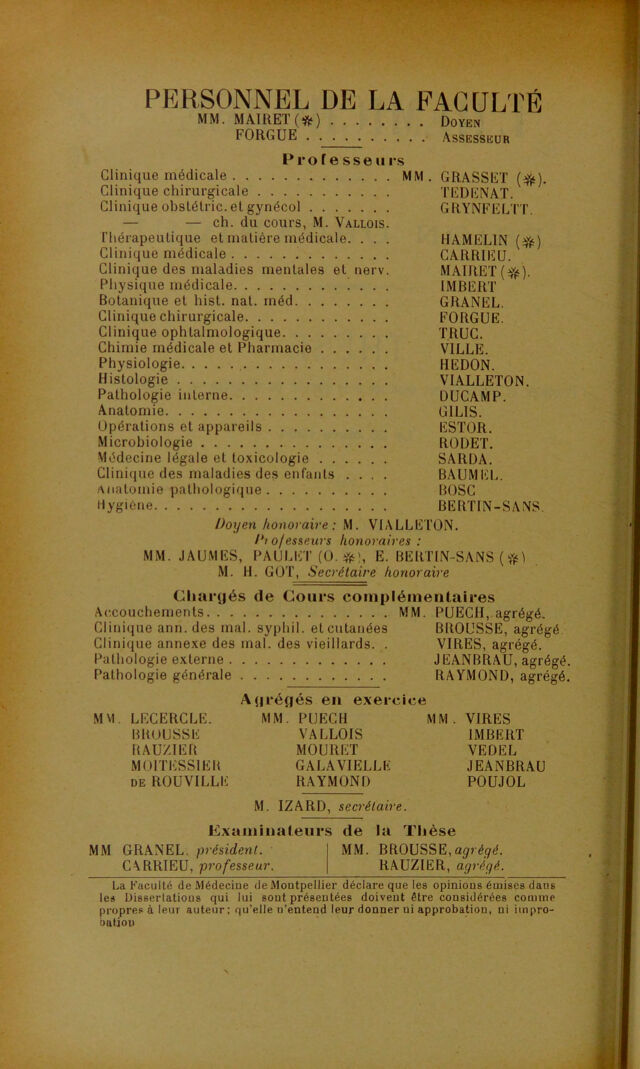 PERSONNEL DE LA FACULTÉ
MM. MAIRET (✻) . . . . . . . . DOYEN
FORGUE . . . . . . . . . . ASSESSEUR
Professeurs
Clinique médicale . . . . . . . . . . . . . MM. GRASSET (✻).
Clinique chirurgicale . . . . . . . . . . . TEDENAT.
Clinique obstétric. et gynécol . . . . . . . GRYNFELTT.
— — ch. du cours, M. VALLOIS.
Thérapeutique et matière médicale. . . . HAMELIN (✻)
Clinique médicale . . . . . . . . . . . . . CARRIEU.
Clinique des maladies mentales et nerv. MAIRET (✻).
Physique médicale. . . . . . . . . . . . . IMBERT
Botanique et hist. nat. méd. . . . . . . . GRANEL.
Clinique chirurgicale. . . . . . . . . . . . FORGUE.
Clinique ophtalmologique. . . . . . . . . TRUC.
Chimie médicale et Pharmacie . . . . . . VILLE.
Physiologie. . . . . . . . . . . . . . . . . HEDON.
Histologie . . . . . . . . . . . . . . . . . VIALLETON.
Pathologie interne. . . . . . . . . . . . . DUCAMP.
Anatomie. . . . . . . . . . . . . . . . . . GILIS.
Opérations et appareils . . . . . . . . . . ESTOR.
Microbiologie . . . . . . . . . . . . . . . RODET.
Médecine légale et toxicologie . . . . . . SARDA.
Clinique des maladies des enfants . . . . BAUMEL.
Anatomie pathologique . . . . . . . . . . BOSC
Hygiène. . . . . . . . . . . . . . . . . . . BERTIN-SANS.
Doyen honoraire : M. VIALLETON.
Professeurs honoraires :
MM. JAUMES, PAULET (O. ✻), E. BERTIN-SANS (✻)
M. H. GOT, Secrétaire honoraire
Chargés de Cours complémentaires
Accouchements. . . . . . . . . . . . . . . MM. PUECH, agrégé.
Clinique ann. des mal. syphil. et cutanées BROUSSE, agrégé
Clinique annexe des mal. des vieillards. . VIRES, agrégé.
Pathologie externe . . . . . . . . . . . . . JEANBRAU, agrégé.
Pathologie générale . . . . . . . . . . . . RAYMOND, agrégé.
Agrégés en exercice
MM. LECERCLE. MM. PUECH MM. VIRES
BROUSSE VALLOIS IMBERT
RAUZIER MOURET VEDEL
MOITESSIER GALAVIELLE JEANBRAU
DE ROUVILLE RAYMOND POUJOL
M. IZARD, secrétaire.
Examinateurs de la Thèse
MM GRANEL, président. MM. BROUSSE, agrégé.
CARRIEU, professeur. RAUZIER, agrégé.
La Faculté de Médecine de Montpellier déclare que les opinions émises dans
les Dissertations qui lui sont présentées doivent être considérées comme
propres à leur auteur ; qu'elle n'entend leur donner ni approbation, ni impro-
bation